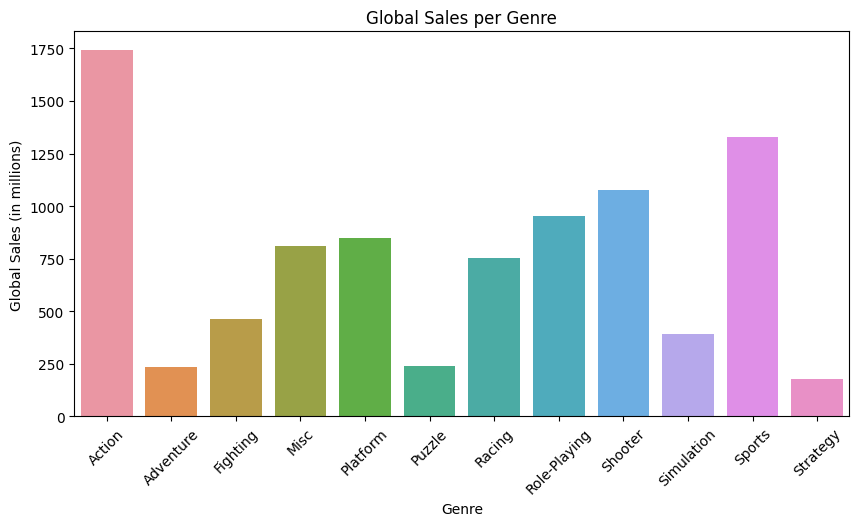 Global Sales per Genre
Global Sales (in millions)
1750
1500
1250
1000
750
500
250
0
Action
Adventure
Fighting
Misc
Platform
Puzzle
Racing
Role-Playing
Shooter
Simulation
Sports
Strategy
Genre